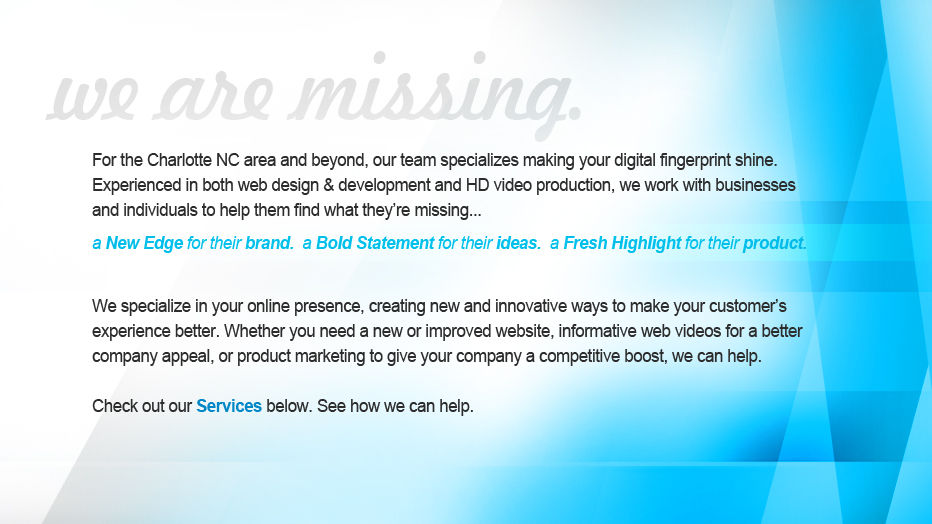 we are missing.
For the Charlotte NC area and beyond, our team specializes making your digital fingerprint shine.
Experienced in both web design & development and HD video production, we work with businesses
and individuals to help them find what they're missing...
a New Edge for their brand.  a Bold Statement for their ideas.  a Fresh Highlight for their product.
We specialize in your online presence, creating new and innovative ways to make your customer's
experience better. Whether you need a new or improved website, informative web videos for a better
company appeal, or product marketing to give your company a competitive boost, we can help.
Check out our Services below. See how we can help.